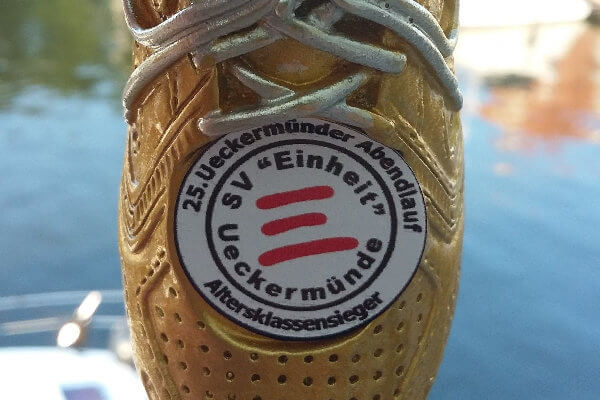 25.Ueckermünder Abendlauf
SV "Einheit"
Ueckermünde
Altersklassensieger